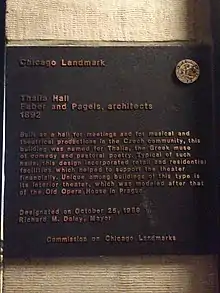 Chicago Landmark
Thalia Hall
Faber and Pagels, architects
1892
Built as a hall for meetings and for musical and
theatrical productions in the Czech community, this
building was named for Thalia, the Greek muse
of comedy and pastoral poetry. Typical of such
halls, this design incorporated retail and residential
facilities which helped to support the theater
financially. Unique among buildings of this type is
its interior theater, which was modeled after that
of the Old Opera House in Prague.
Designated on October 25, 1989
Richard M. Daley, Mayor
Commission on Chicago Landmarks